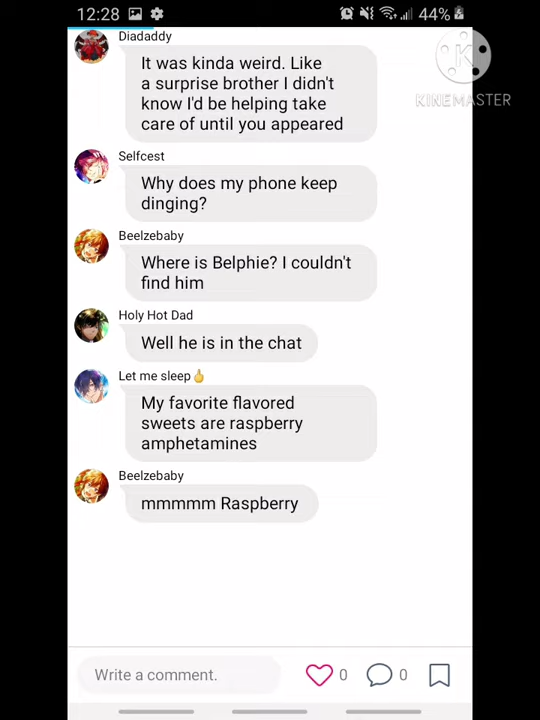 12:28
44%
KINEMASTER
Diadaddy
It was kinda weird. Like
a surprise brother I didn't
know I'd be helping take
care of until you appeared
Selfcest
Why does my phone keep
dinging?
Beelzebaby
Where is Belphie? I couldn't
find him
Holy Hot Dad
Well he is in the chat
Let me sleep🖕
My favorite flavored
sweets are raspberry
amphetamines
Beelzebaby
mmmmm Raspberry
Write a comment.
0
0